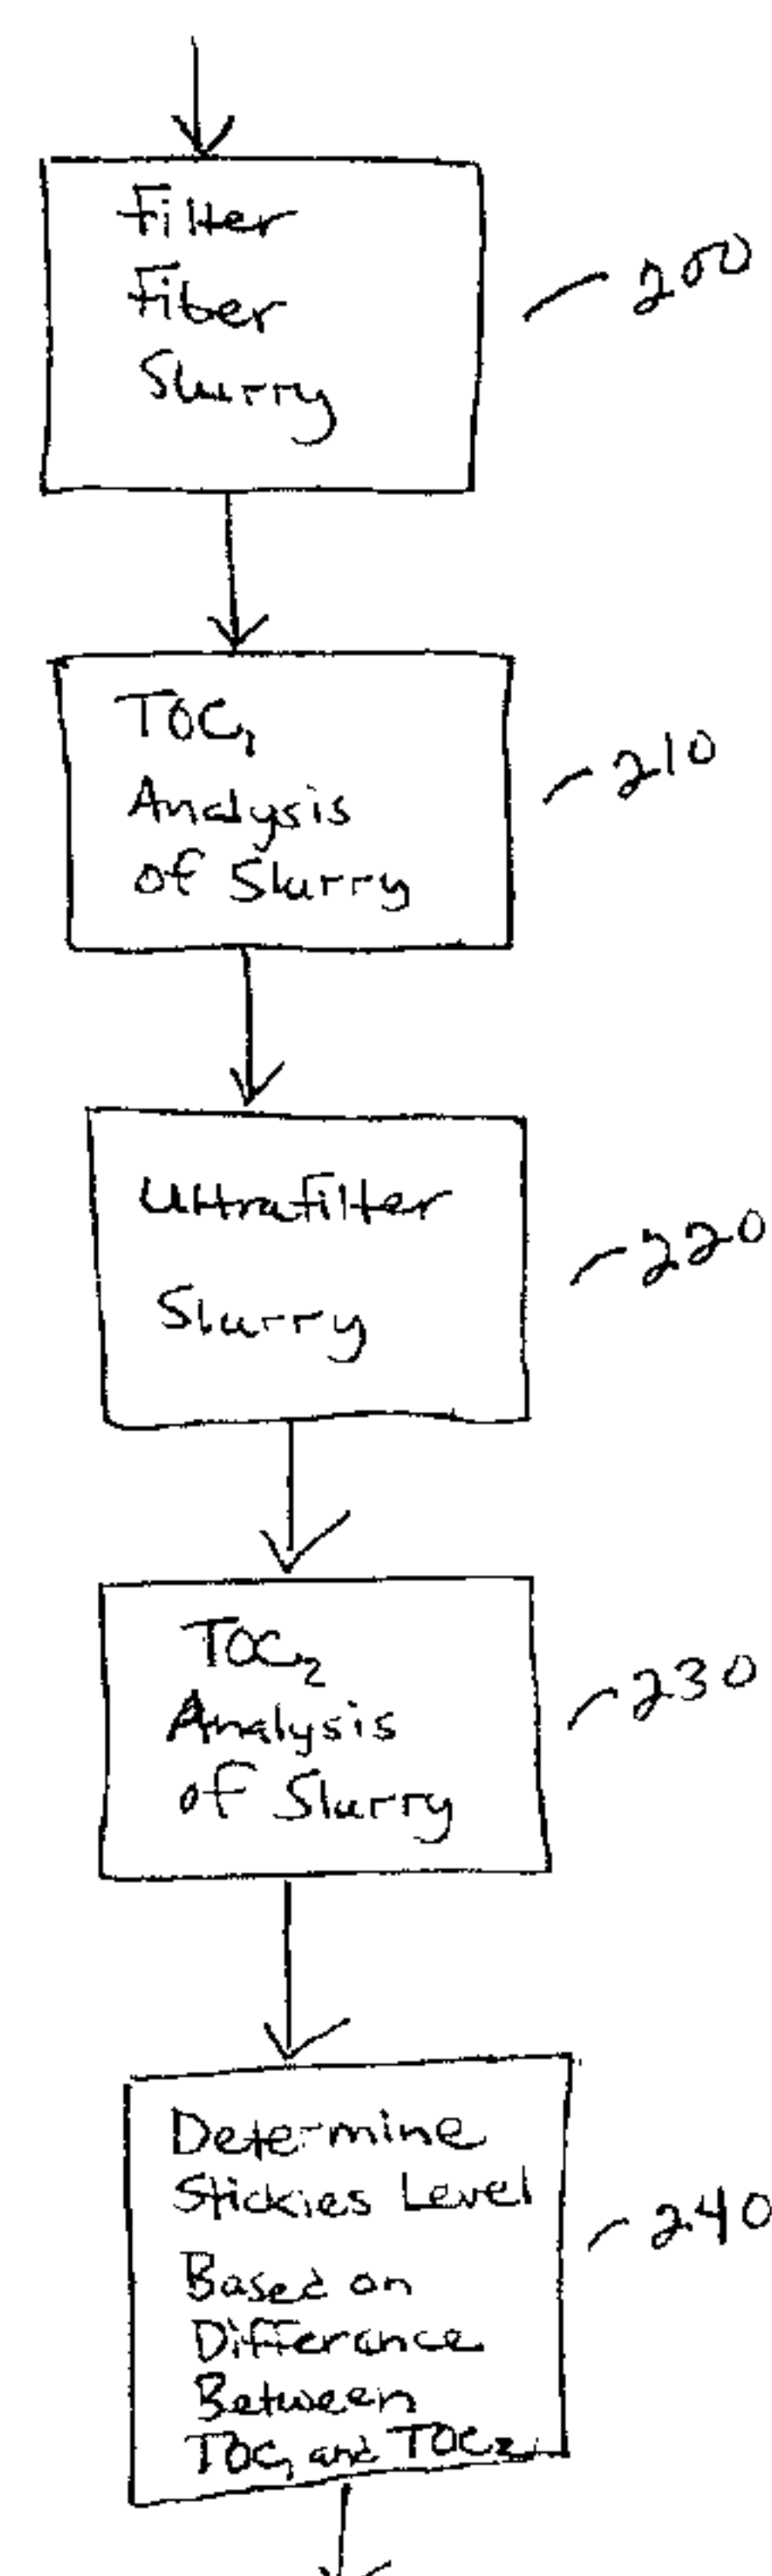 Filter
Fiber
Slurry
200
TOC₁
Analysis
of Slurry
210
Ultrafilter
Slurry
220
TOC₂
Analysis
of Slurry
230
Determine
Stickies Level
Based on
Difference
Between
TOC₁ and TOC₂
240